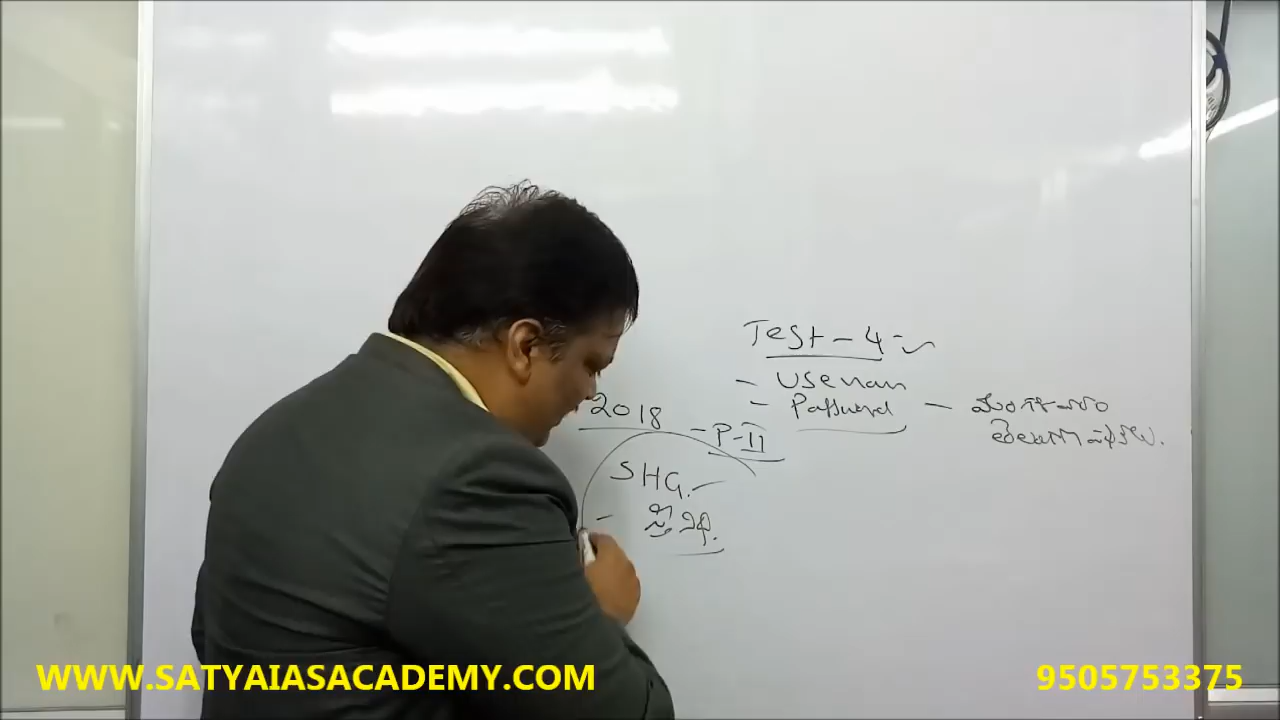 Test - 4
- Usernam
- Password -
2018 - P-II
SHG. -
- స్త్రీ నిధి.
WWW.SATYAIASACADEMY.COM
9505753375